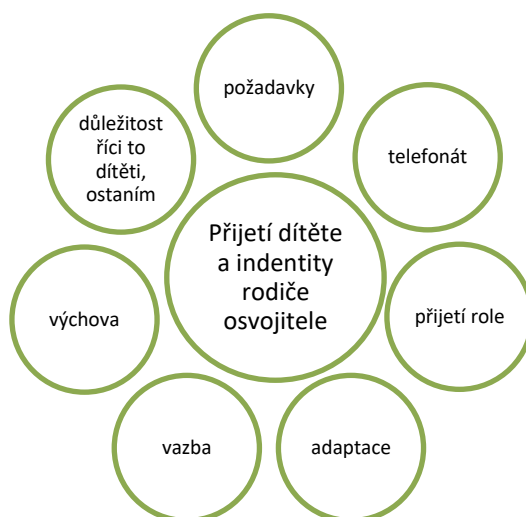 požadavky
telefonát
přijetí role
adaptace
vazba
výchova
důležitost
říci to
dítěti,
ostaním
Přijetí dítěte
a indentity
rodiče
osvojitele